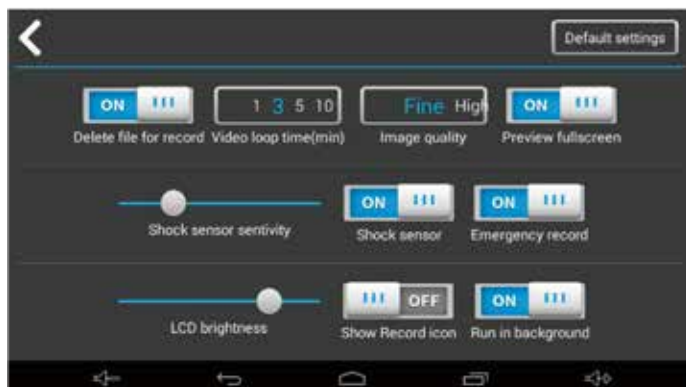 Default settings
ON 1 3 5 10 Fine High ON
Delete file for record Video loop time(min) Image quality Preview fullscreen
ON ON
Shock sensor sentivity Shock sensor Emergency record
OFF ON
LCD brightness Show Record icon Run in background